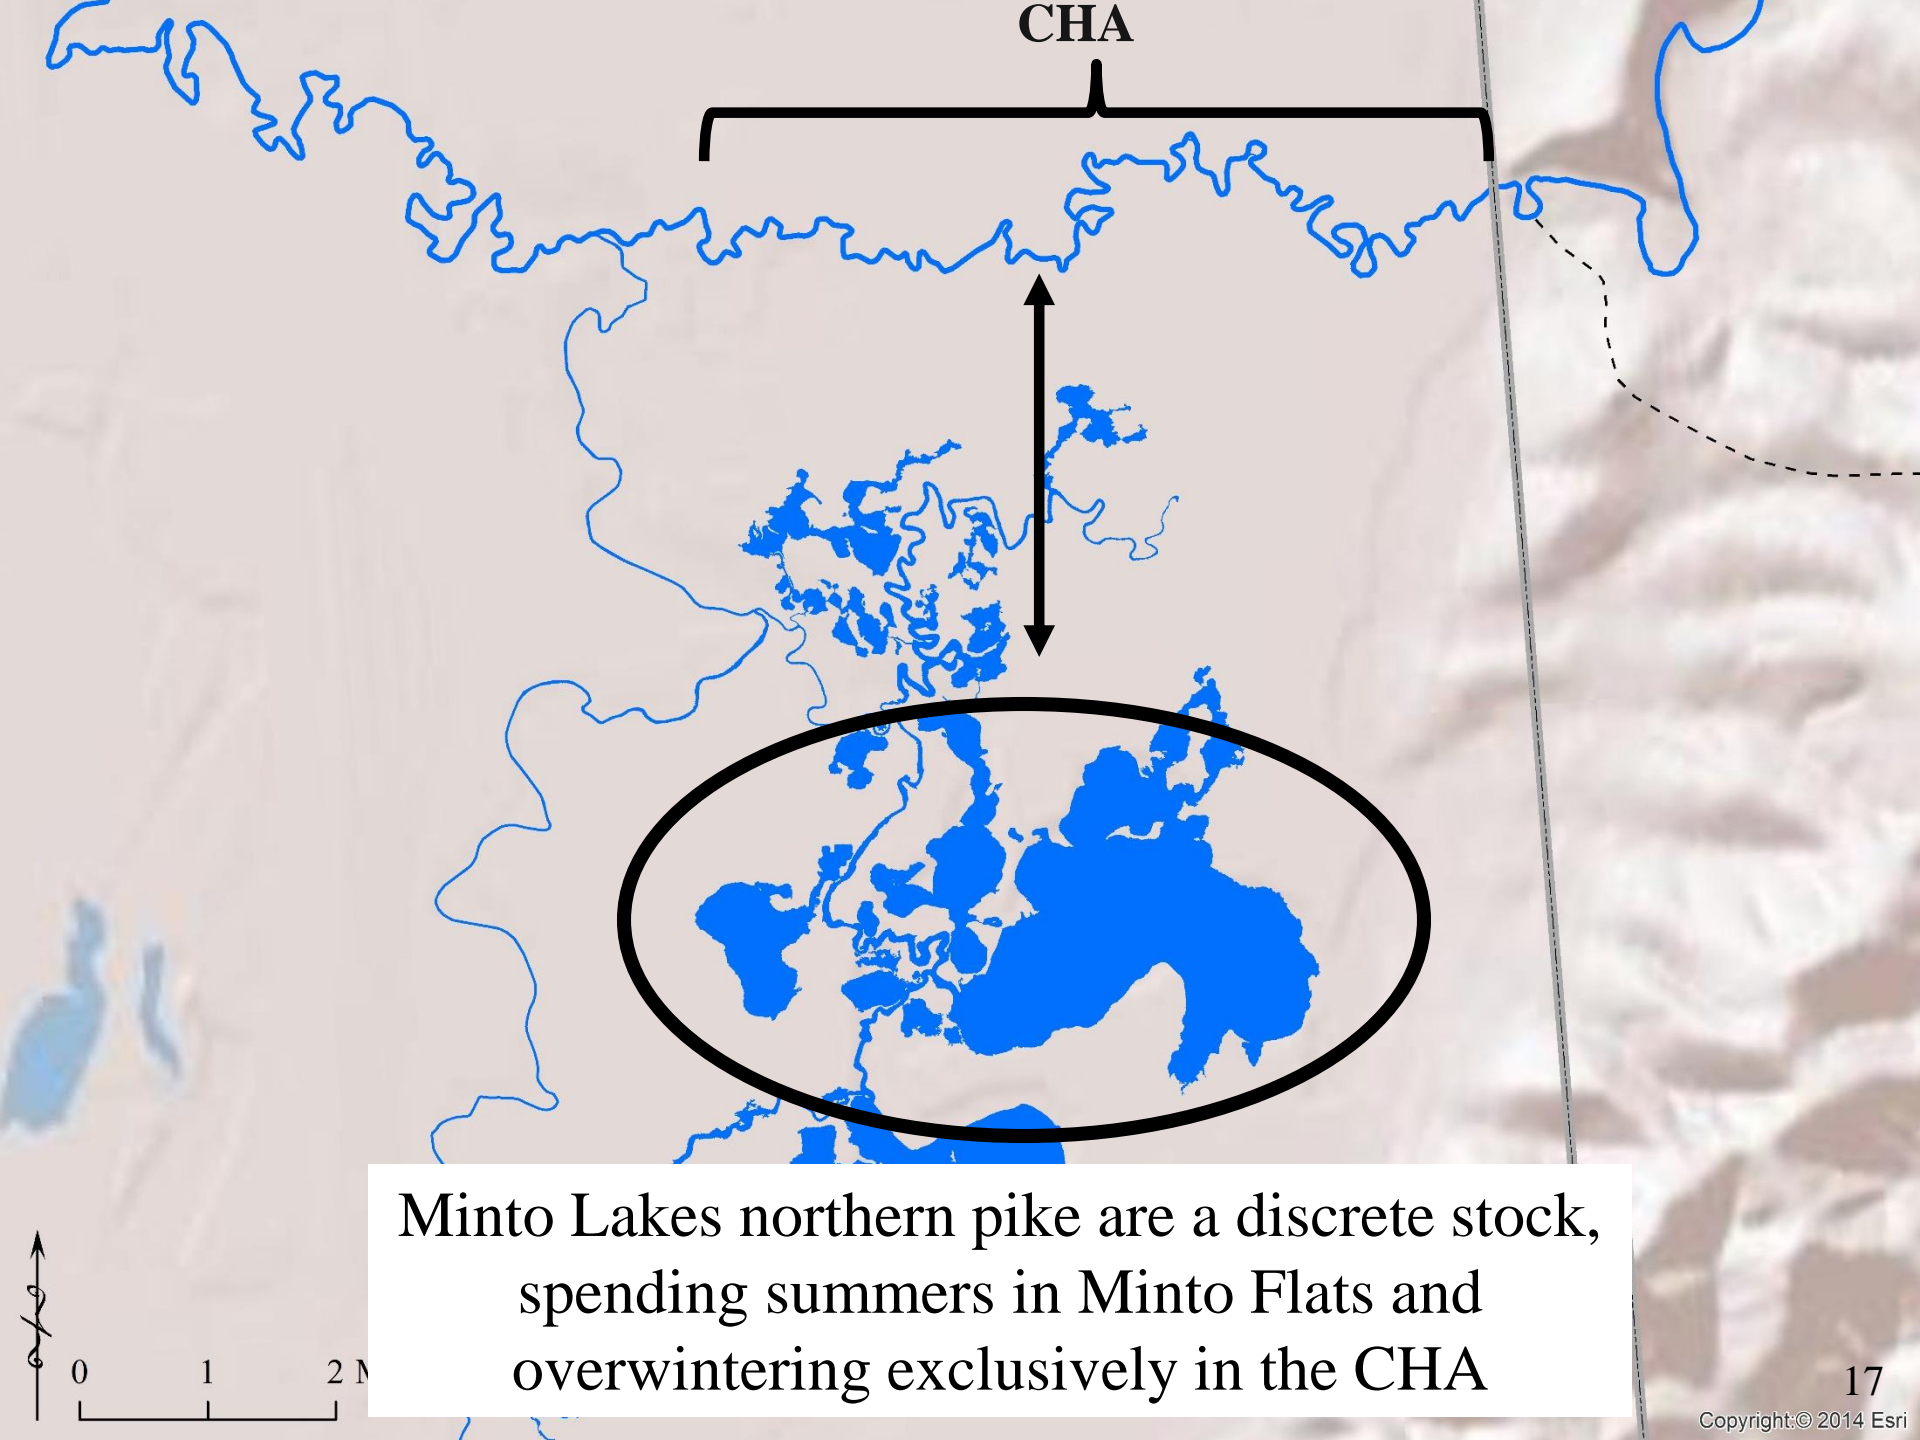 CHA
Minto Lakes northern pike are a discrete stock,
spending summers in Minto Flats and
overwintering exclusively in the CHA
0 1 2 M
17
Copyright:© 2014 Esri